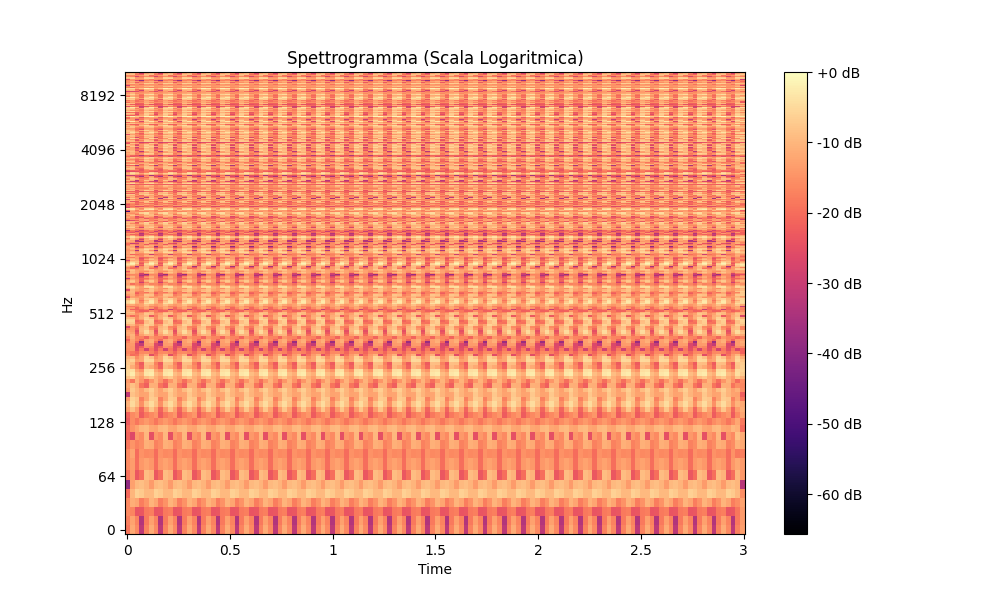 Spettrogramma (Scala Logaritmica)
Hz
8192
4096
2048
1024
512
256
128
64
0
0
0.5
1
1.5
2
2.5
3
Time
+0 dB
-10 dB
-20 dB
-30 dB
-40 dB
-50 dB
-60 dB